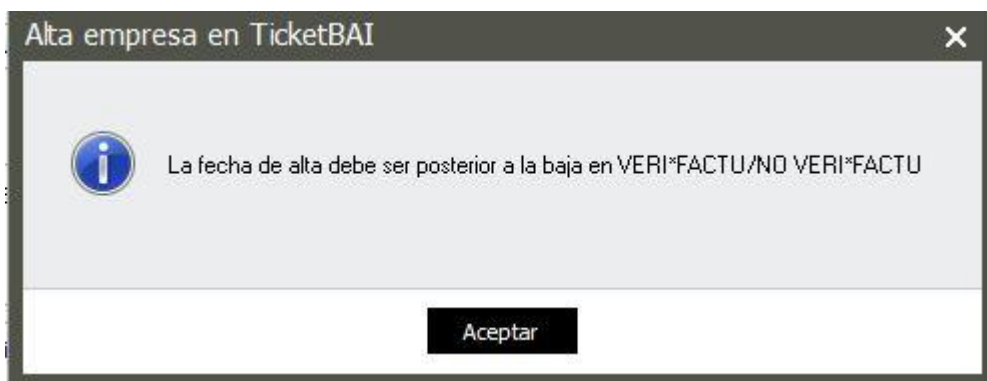 Alta empresa en TicketBAI
La fecha de alta debe ser posterior a la baja en VERI*FACTU/NO VERI*FACTU
Aceptar